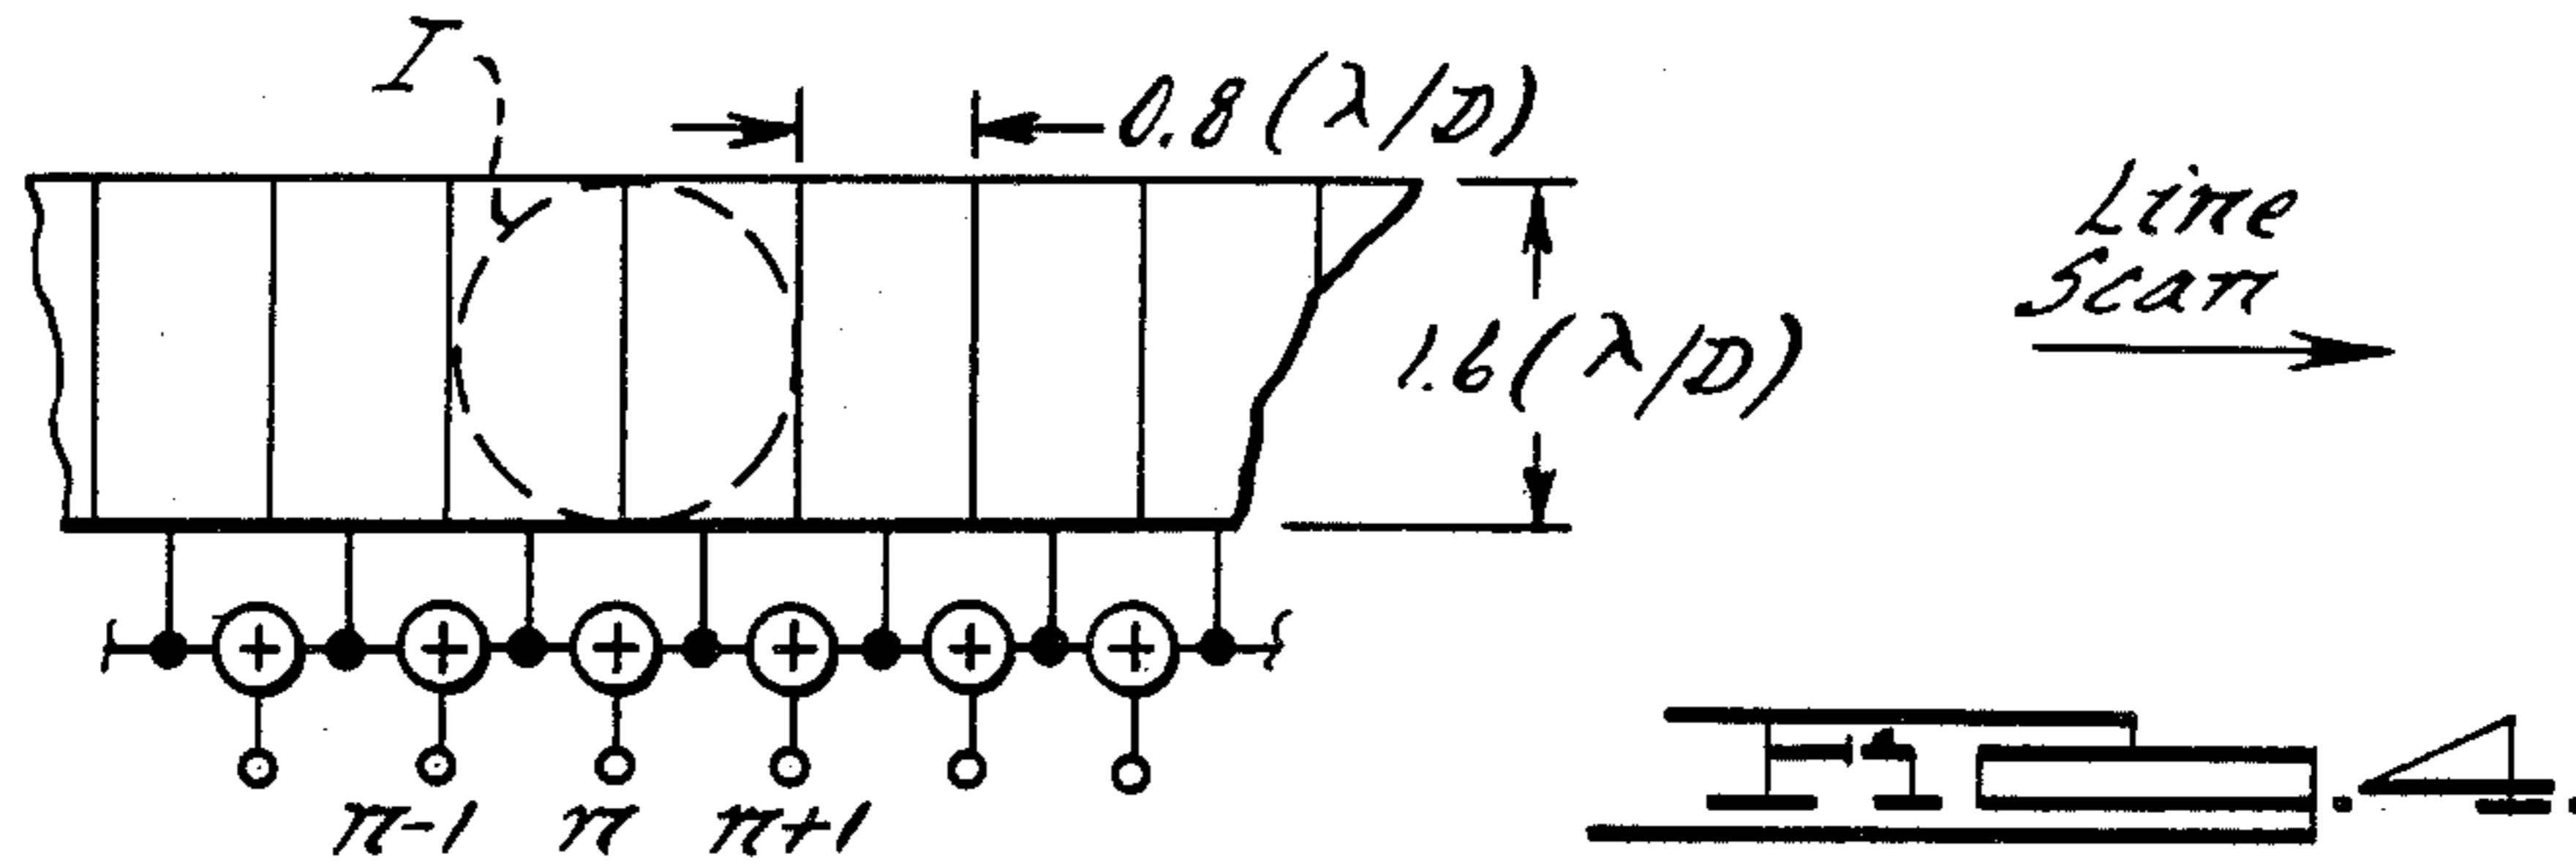 I
0.8 (λ/D)
1.6 (λ/D)
Line
Scan
+ + + + + +
n-1 n n+1
Fig. 4.